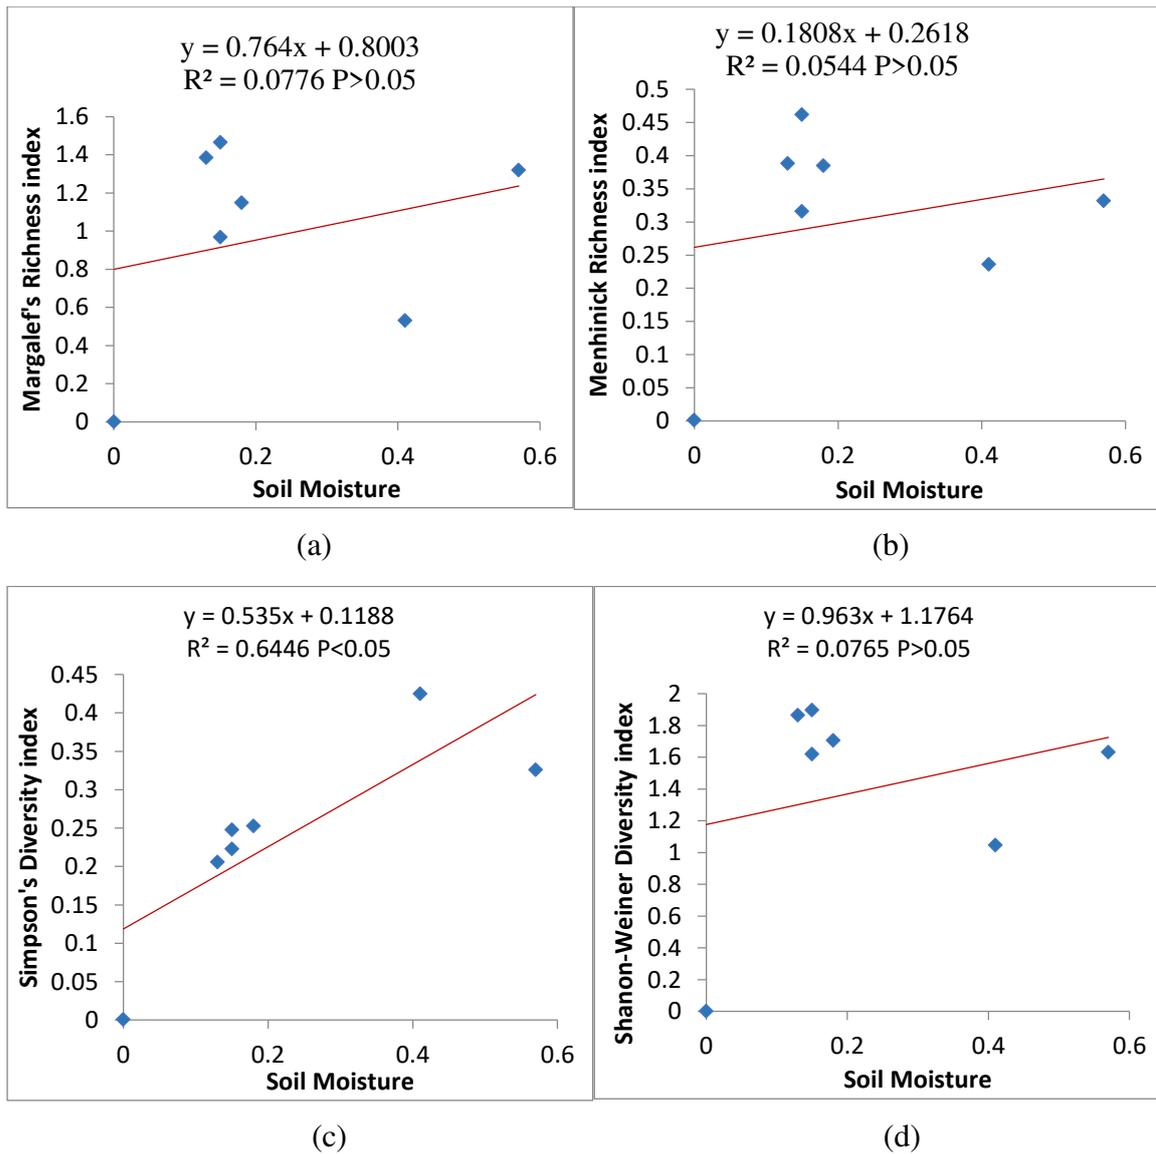 y = 0.764x + 0.8003
R² = 0.0776 P>0.05
Margalef's Richness index
1.6
1.4
1.2
1
0.8
0.6
0.4
0.2
0
0 0.2 0.4 0.6
Soil Moisture
(a)
y = 0.1808x + 0.2618
R² = 0.0544 P>0.05
Menhinick Richness index
0.5
0.45
0.4
0.35
0.3
0.25
0.2
0.15
0.1
0.05
0
0 0.2 0.4 0.6
Soil Moisture
(b)
y = 0.535x + 0.1188
R² = 0.6446 P<0.05
Simpson's Diversity index
0.45
0.4
0.35
0.3
0.25
0.2
0.15
0.1
0.05
0
0 0.2 0.4 0.6
Soil Moisture
(c)
y = 0.963x + 1.1764
R² = 0.0765 P>0.05
Shanon-Weiner Diversity index
2
1.8
1.6
1.4
1.2
1
0.8
0.6
0.4
0.2
0
0 0.2 0.4 0.6
Soil Moisture
(d)